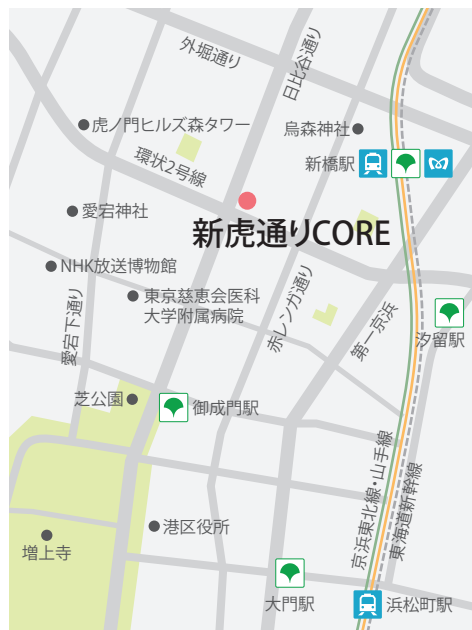 外堀通り
日比谷通り
虎ノ門ヒルズ森タワー
烏森神社
環状2号線
新橋駅
愛宕神社
新虎通りCORE
NHK放送博物館
東京慈恵会医科
大学附属病院
赤レンガ通り
第一京浜
愛宕下通り
汐留駅
芝公園
御成門駅
京浜東北線・山手線
東海道新幹線
港区役所
増上寺
大門駅
浜松町駅